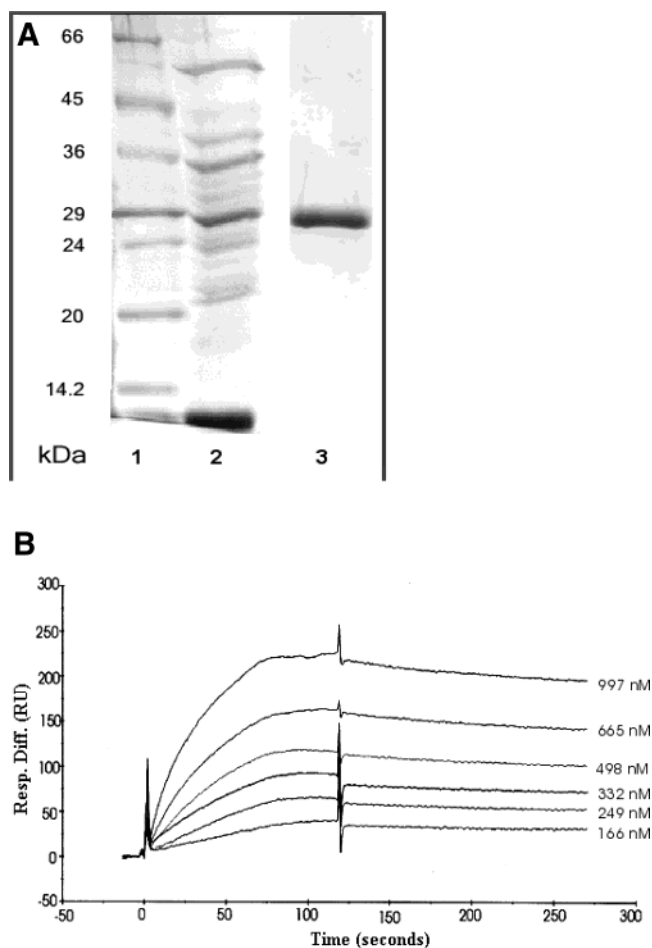 A
66
45
36
29
24
20
14.2
kDa 1 2 3
B
Resp. Diff. (RU)
300
250
200
150
100
50
0
-50
997 nM
665 nM
498 nM
332 nM
249 nM
166 nM
-50 0 50 100 150 200 250 300
Time (seconds)